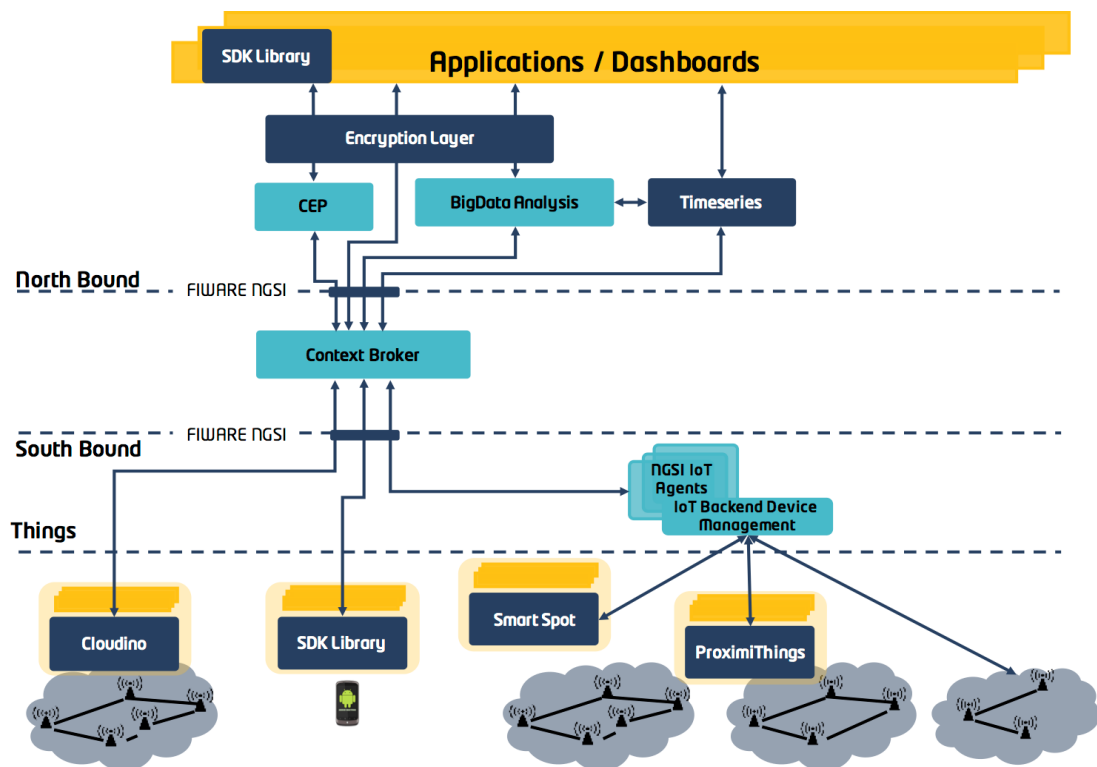 SDK Library
Applications / Dashboards
Encryption Layer
CEP
BigData Analysis
Timeseries
North Bound
FIWARE NGSI
Context Broker
South Bound
FIWARE NGSI
NGSI IoT
Agents
IoT Backend Device
Management
Things
Cloudino
SDK Library
Smart Spot
ProximiThings